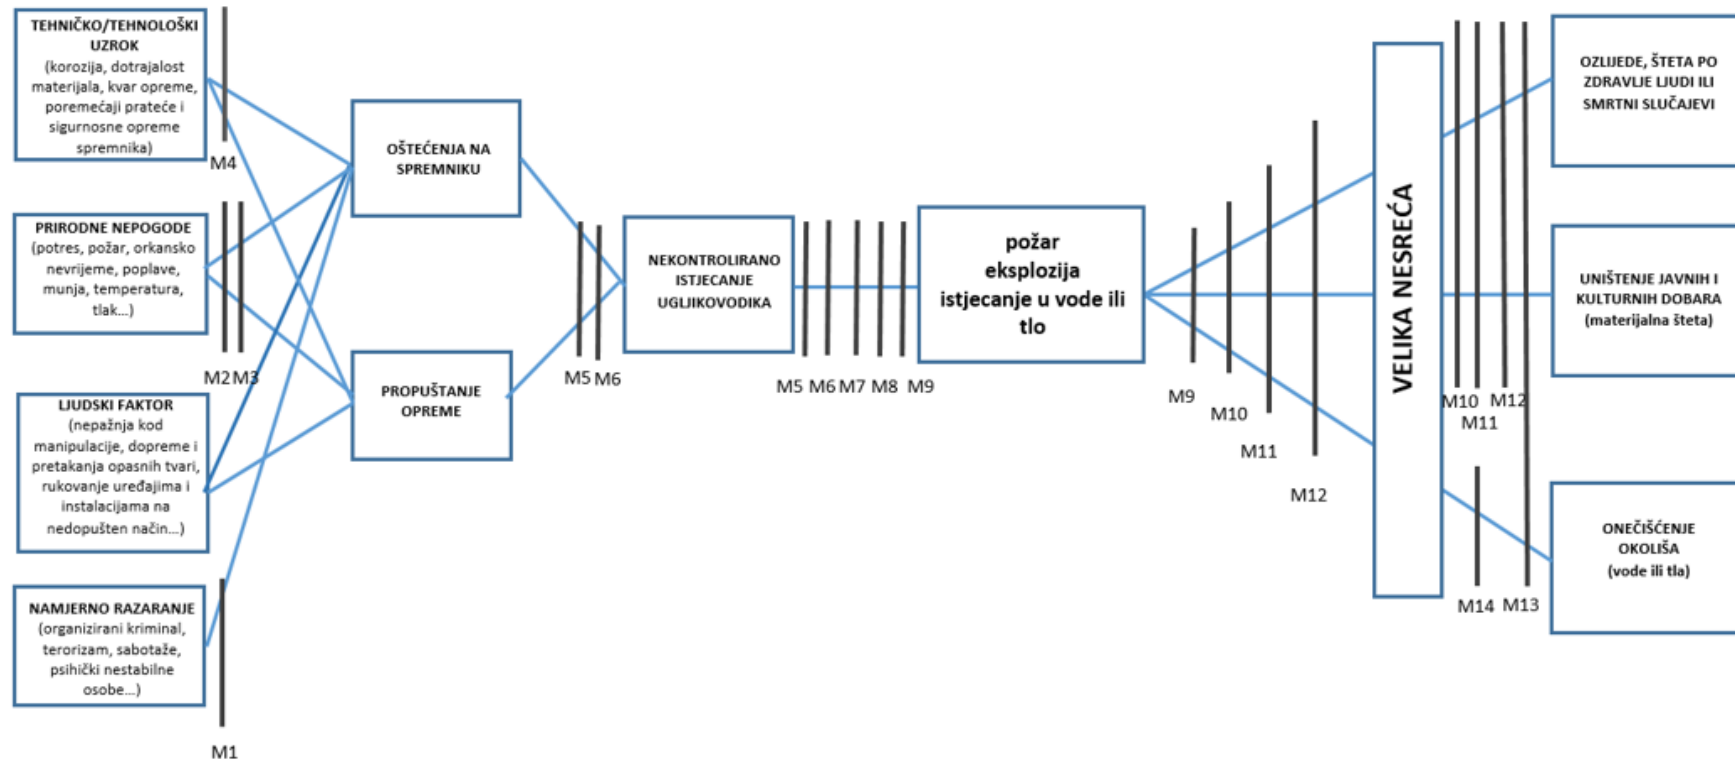 TEHNIČKO/TEHNOLOŠKI
UZROK
(korozija, dotrajalost
materijala, kvar opreme,
poremećaji prateće i
sigurnosne opreme
spremnika)
M4
PRIRODNE NEPOGODE
(potres, požar, orkansko
nevrijeme, poplave,
munja, temperatura,
tlak...)
M2
M3
LJUDSKI FAKTOR
(nepažnja kod
manipulacije, dopreme i
pretakanja opasnih tvari,
rukovanje uređajima i
instalacijama na
nedopušten način...)
NAMJERNO RAZARANJE
(organizirani kriminal,
terorizam, sabotaže,
psihički nestabilne
osobe...)
M1
OŠTEĆENJA NA
SPREMNIKU
PROPUŠTANJE
OPREME
M5
M6
NEKONTROLIRANO
ISTJECANJE
UGLJIKOVODIKA
M5
M6
M7
M8
M9
požar
eksplozija
istjecanje u vode ili
tlo
M9
M10
M11
M12
VELIKA NESREĆA
M10
M11
M12
M14
M13
OZLIJEDE, ŠTETA PO
ZDRAVLJE LJUDI ILI
SMRTNI SLUČAJEVI
UNIŠTENJE JAVNIH I
KULTURNIH DOBARA
(materijalna šteta)
ONEČIŠĆENJE
OKOLIŠA
(vode ili tla)